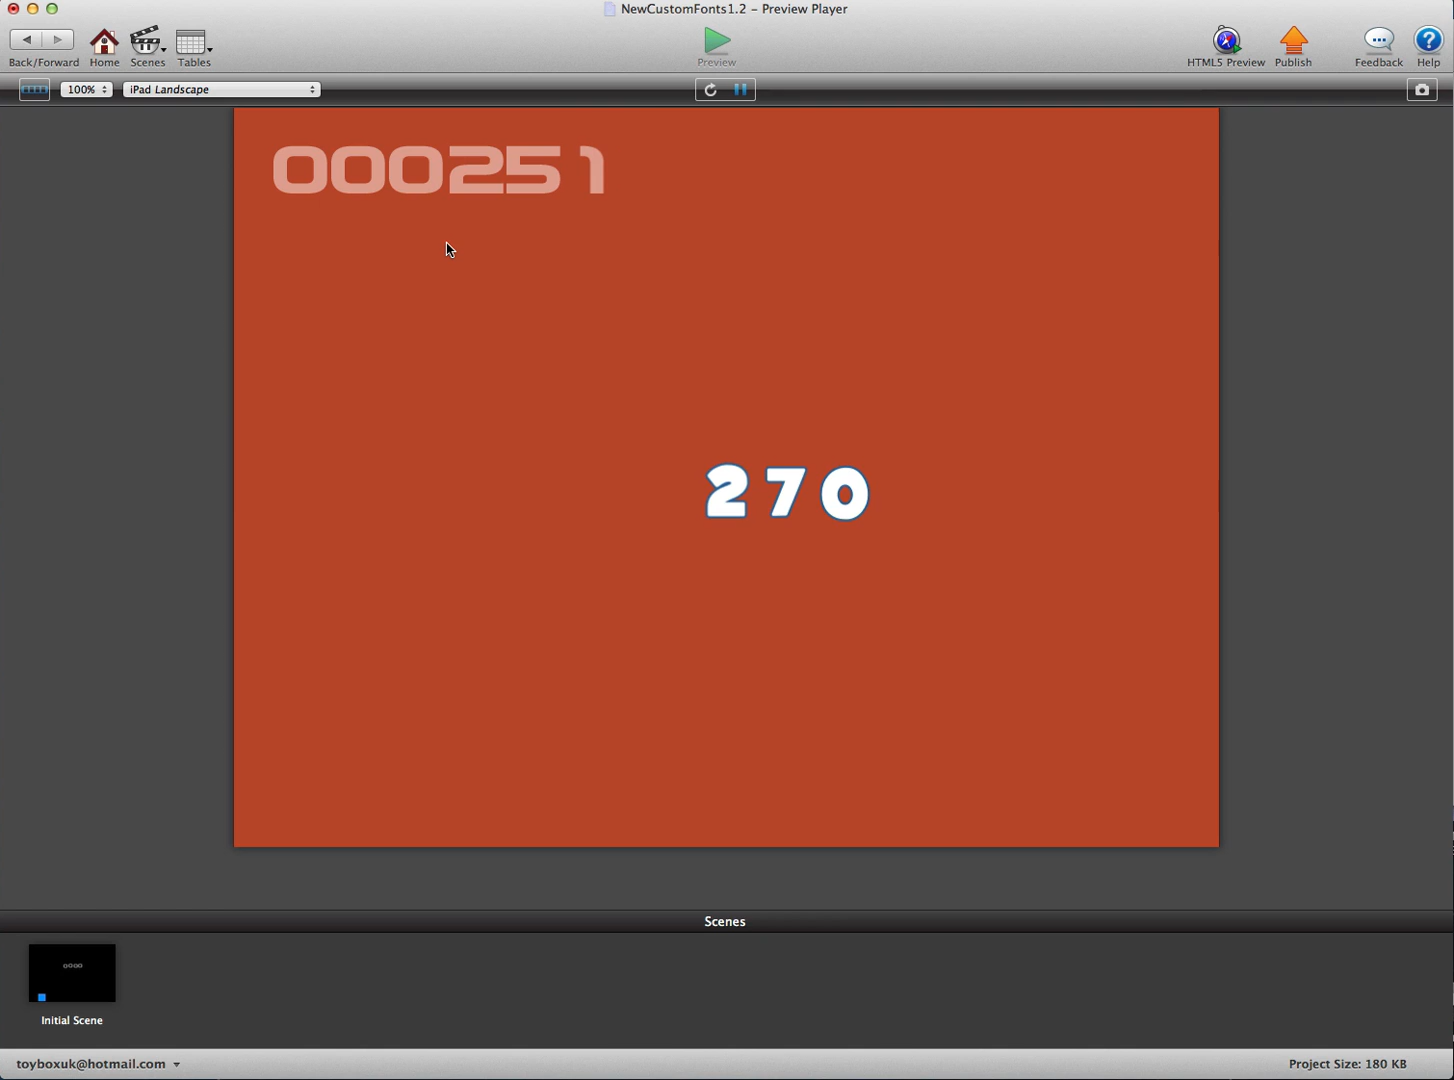 NewCustomFonts1.2 – Preview Player
Back/Forward Home Scenes Tables Preview HTML5 Preview Publish Feedback Help
100% iPad Landscape
000251
270
Scenes
Initial Scene
toyboxuk@hotmail.com Project Size: 180 KB